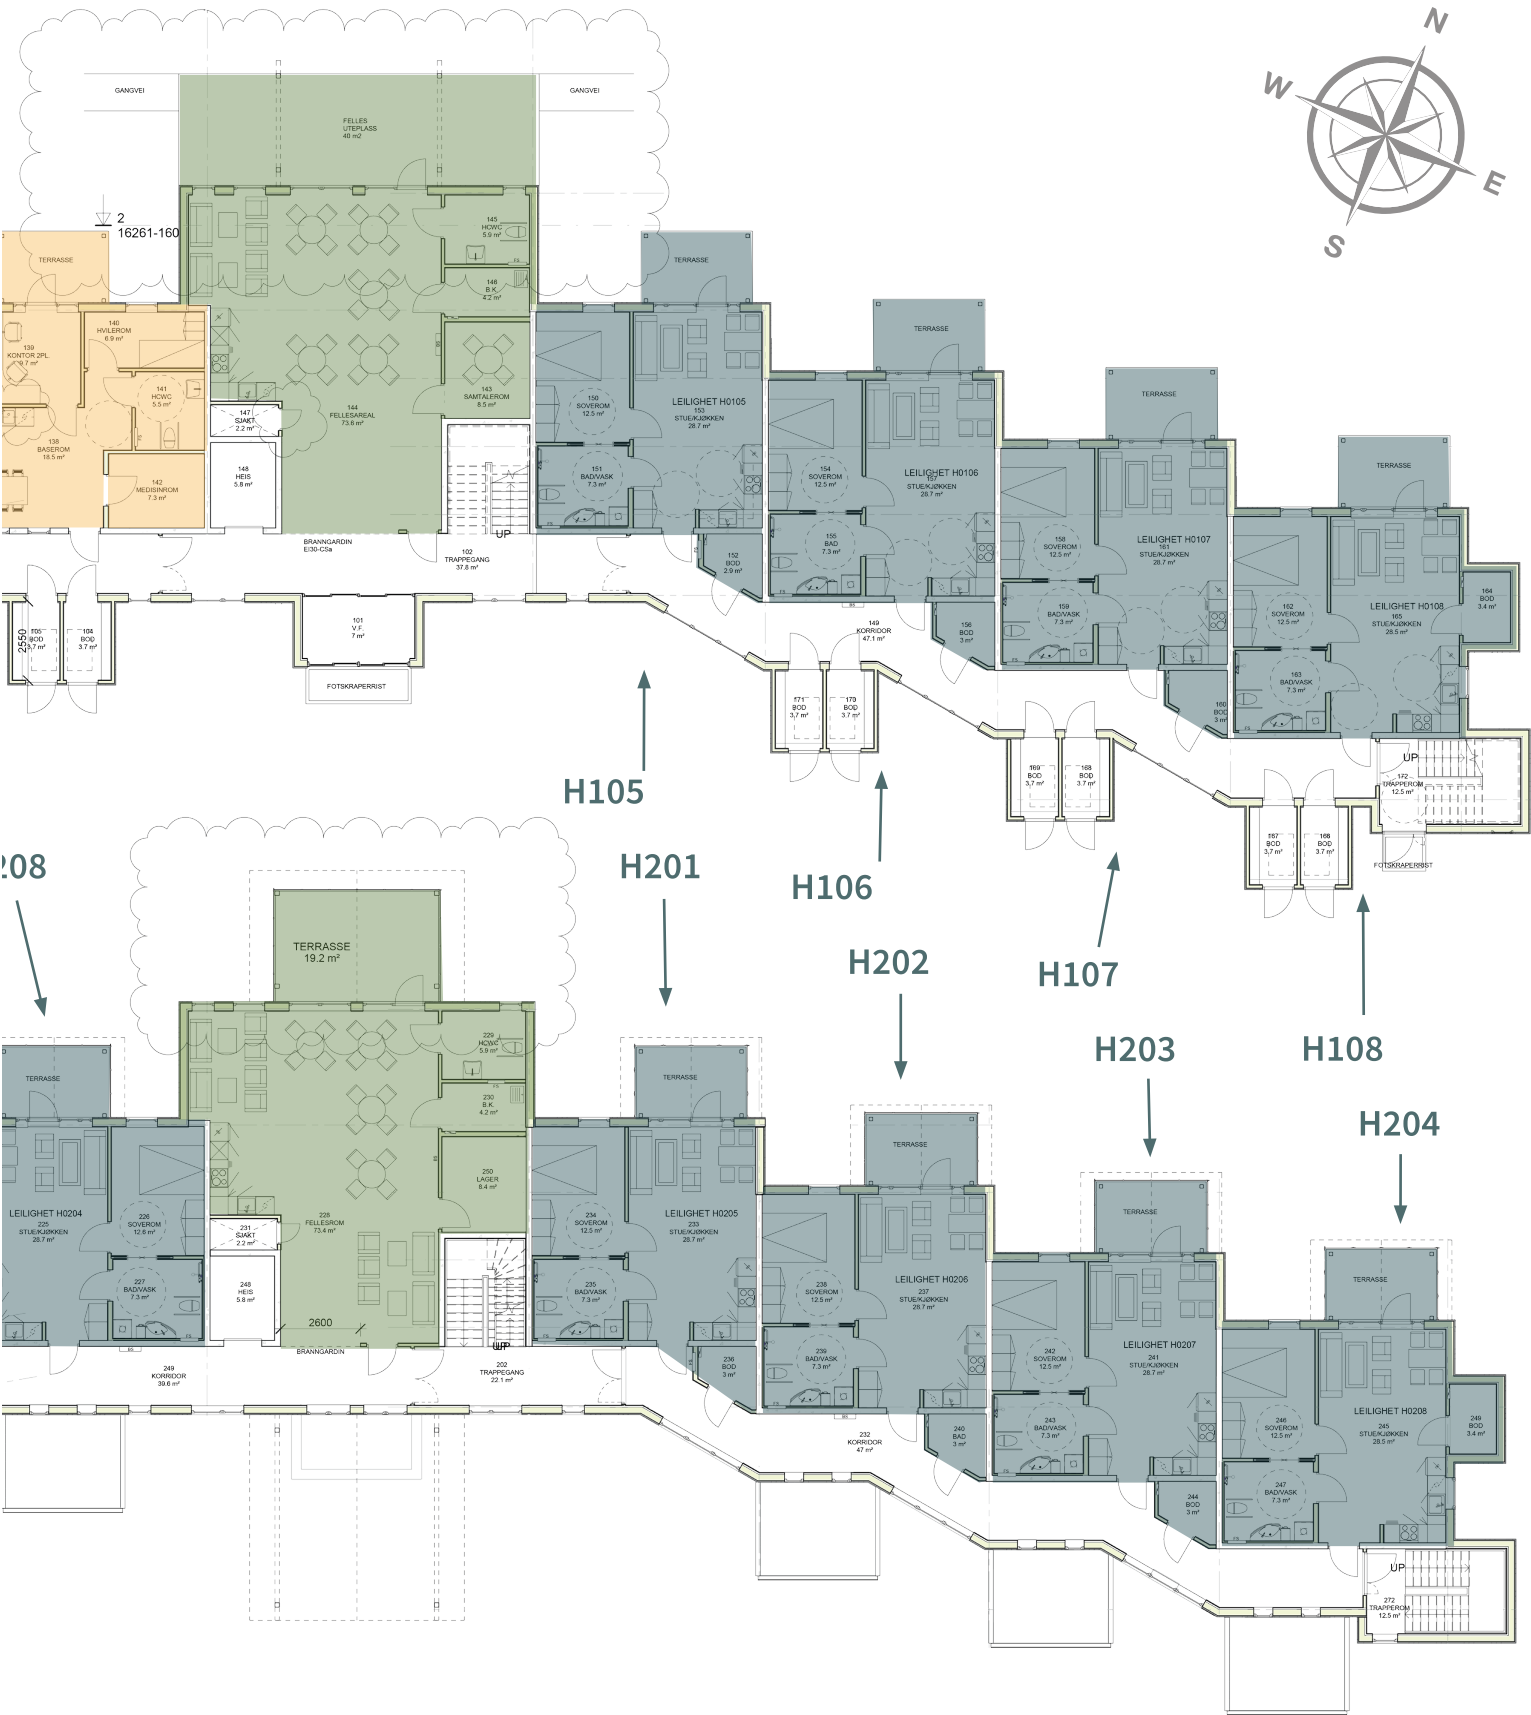 N
W
E
S
GANGVEI
GANGVEI
FELLES
UTEPLASS
40 m2
2
16261-160
TERRASSE
139
KONTOR 2PL.
140
HVILEROM
6.9 m²
141
HCWC
5.5 m²
138
BASEROM
18.5 m²
142
MEDISINROM
7.3 m²
147
SJAKT
2.2 m²
148
HEIS
5.8 m²
144
FELLESAREAL
73.6 m²
145
HCWC
5.9 m²
146
B.K.
4.2 m²
143
SAMTALEROM
8.5 m²
UP
BRANNGARDIN
EI30-CSa
102
TRAPPEGANG
37.8 m²
105
BOD
3.7 m²
2550
104
BOD
3.7 m²
101
V.F.
7 m²
FOTSKRAPERRIST
TERRASSE
150
SOVEROM
12.5 m²
LEILIGHET H0105
153
STUE/KJØKKEN
28.7 m²
151
BAD/VASK
7.3 m²
152
BOD
2.9 m²
TERRASSE
154
SOVEROM
12.5 m²
LEILIGHET H0106
157
STUE/KJØKKEN
28.7 m²
155
BAD
7.3 m²
156
BOD
3 m²
149
KORRIDOR
47.1 m²
171
BOD
3.7 m²
170
BOD
3.7 m²
TERRASSE
158
SOVEROM
12.5 m²
LEILIGHET H0107
161
STUE/KJØKKEN
28.7 m²
159
BAD/VASK
7.3 m²
160
BOD
3 m²
169
BOD
3.7 m²
168
BOD
3.7 m²
TERRASSE
162
SOVEROM
12.5 m²
LEILIGHET H0108
165
STUE/KJØKKEN
28.5 m²
164
BOD
3.4 m²
163
BAD/VASK
7.3 m²
UP
172
TRAPPEROM
12.5 m²
167
BOD
3.7 m²
166
BOD
3.7 m²
FOTSKRAPERRIST
H105
H106
H107
H108
208
H201
H202
H203
H204
TERRASSE
19.2 m²
TERRASSE
LEILIGHET H0204
225
STUE/KJØKKEN
28.7 m²
226
SOVEROM
12.6 m²
227
BAD/VASK
7.3 m²
231
SJAKT
2.2 m²
248
HEIS
5.8 m²
228
FELLESROM
73.4 m²
229
HCWC
5.9 m²
230
B.K.
4.2 m²
250
LAGER
8.4 m²
2600
BRANNGARDIN
249
KORRIDOR
39.6 m²
202
TRAPPEGANG
22.1 m²
TERRASSE
234
SOVEROM
12.5 m²
LEILIGHET H0205
233
STUE/KJØKKEN
28.7 m²
235
BAD/VASK
7.3 m²
236
BOD
3 m²
TERRASSE
238
SOVEROM
12.5 m²
LEILIGHET H0206
237
STUE/KJØKKEN
28.7 m²
239
BAD/VASK
7.3 m²
240
BAD
3 m²
232
KORRIDOR
47 m²
TERRASSE
242
SOVEROM
12.5 m²
LEILIGHET H0207
241
STUE/KJØKKEN
28.7 m²
243
BAD/VASK
7.3 m²
244
BOD
3 m²
TERRASSE
246
SOVEROM
12.5 m²
LEILIGHET H0208
245
STUE/KJØKKEN
28.5 m²
249
BOD
3.4 m²
247
BAD/VASK
7.3 m²
UP
272
TRAPPEROM
12.5 m²